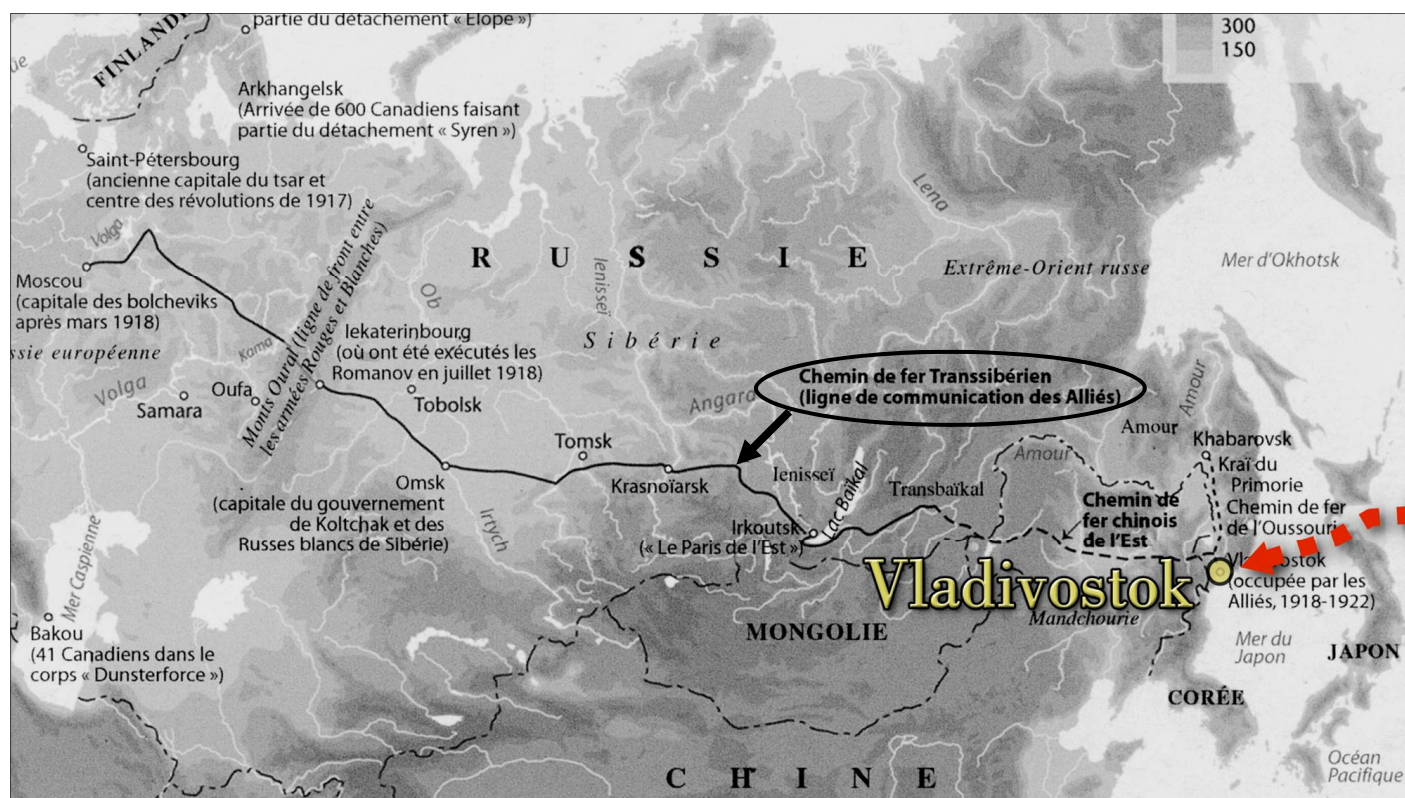 partie du détachement « Elope »)
300
150
FINLANDE
Arkhangelsk
(Arrivée de 600 Canadiens faisant
partie du détachement « Syren »)
Saint-Pétersbourg
(ancienne capitale du tsar et
centre des révolutions de 1917)
Volga
Lena
Moscou
(capitale des bolcheviks
après mars 1918)
ssie européenne
Monts Oural (ligne de front entre
les armées Rouges et Blanches)
RUSSIE
Extrême-Orient russe
Mer d'Okhotsk
Ob
Ienisseï
Sibérie
Kama
Iekaterinbourg
(où ont été exécutés les
Romanov en juillet 1918)
Volga
Samara
Oufa
Tobolsk
Angara
Chemin de fer Transsibérien
(ligne de communication des Alliés)
Amour
Amour
Amour
Khabarovsk
Kraï du
Primorie
Chemin de fer
de l'Oussouri
Tomsk
Krasnoïarsk
Ienisseï
Lac Baïkal
Transbaïkal
Chemin de
fer chinois
de l'Est
Omsk
(capitale du gouvernement
de Koltchak et des
Russes blancs de Sibérie)
Irtych
Irkoutsk
(« Le Paris de l'Est »)
Vladivostok
Vladivostok
(occupée par les
Alliés, 1918-1922)
Mer Caspienne
Bakou
(41 Canadiens dans le
corps « Dunsterforce »)
MONGOLIE
Mandchourie
Mer du
Japon
JAPON
CORÉE
CHINE
Océan
Pacifique